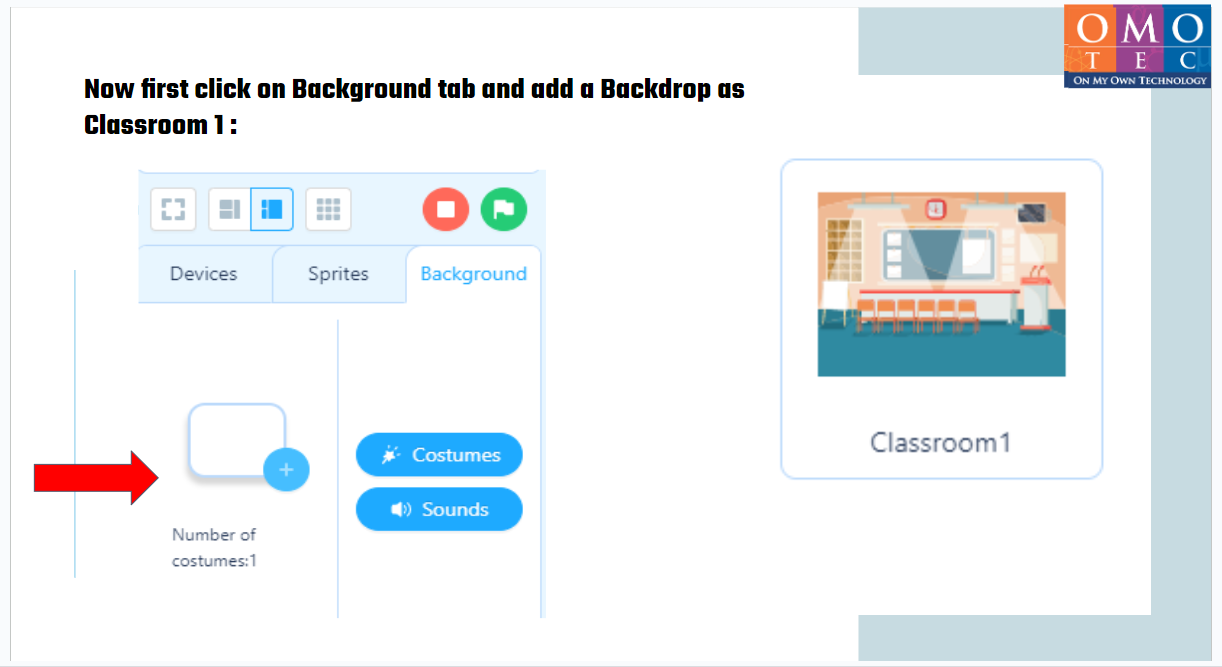 O M O
T E C
ON MY OWN TECHNOLOGY
Now first click on Background tab and add a Backdrop as
Classroom 1 :
Devices Sprites Background
Costumes
Sounds
Number of
costumes:1
Classroom1